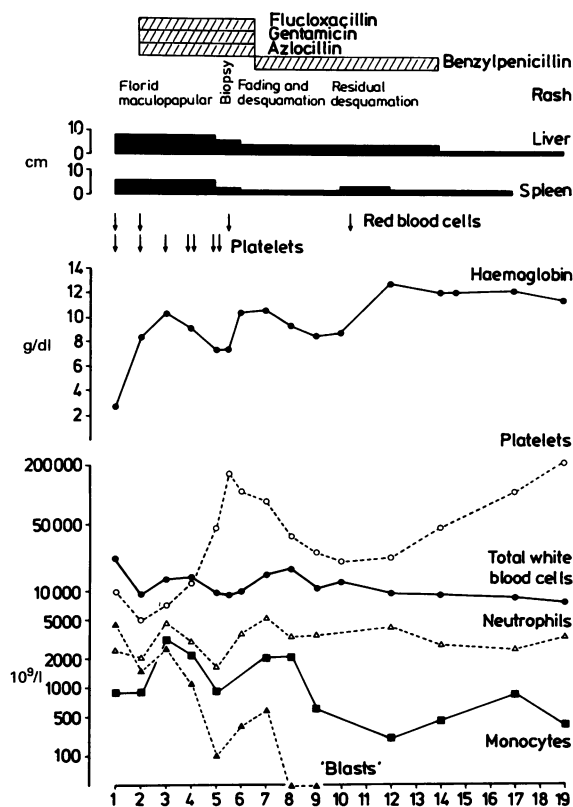 Flucloxacillin
Gentamicin
Azlocillin
Benzylpenicillin
Florid
maculopapular
Biopsy
Fading and
desquamation
Residual
desquamation
Rash
10
0
Liver
cm
10
0
Spleen
Red blood cells
Platelets
14
12
10
8
6
4
2
g/dl
Haemoglobin
Platelets
200000
50000
10000
5000
2000
1000
500
100
10⁹/l
Total white
blood cells
Neutrophils
Monocytes
'Blasts'
1 2 3 4 5 6 7 8 9 10 11 12 13 14 15 16 17 18 19